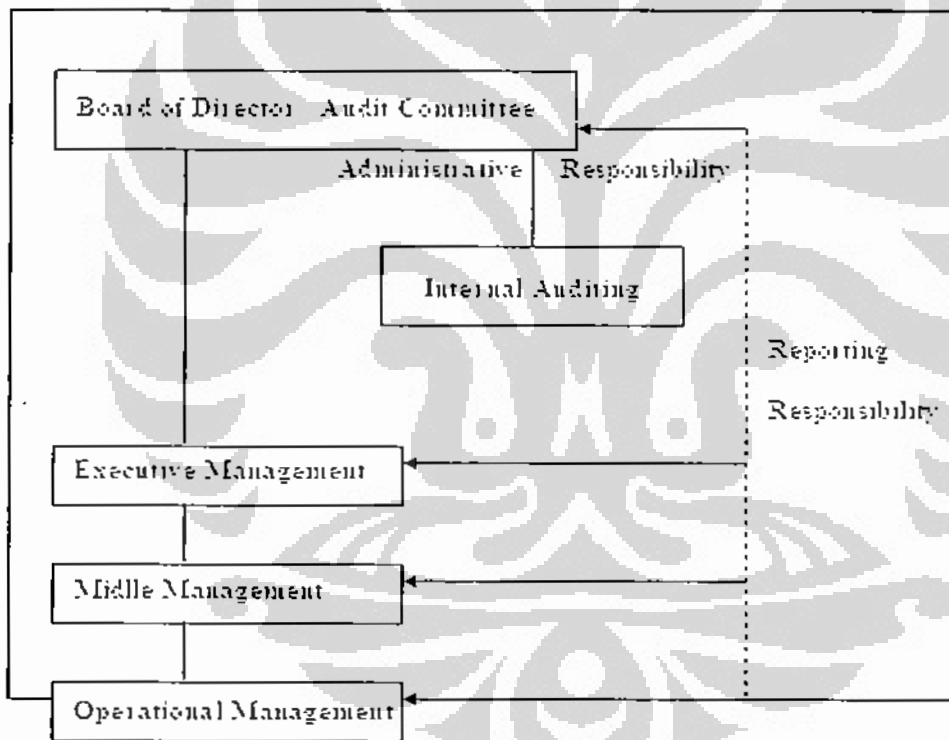 Board of Director Audit Committee
Administrative Responsibility
Internal Auditing
Reporting
Responsibility
Executive Management
Midlle Management
Operational Management